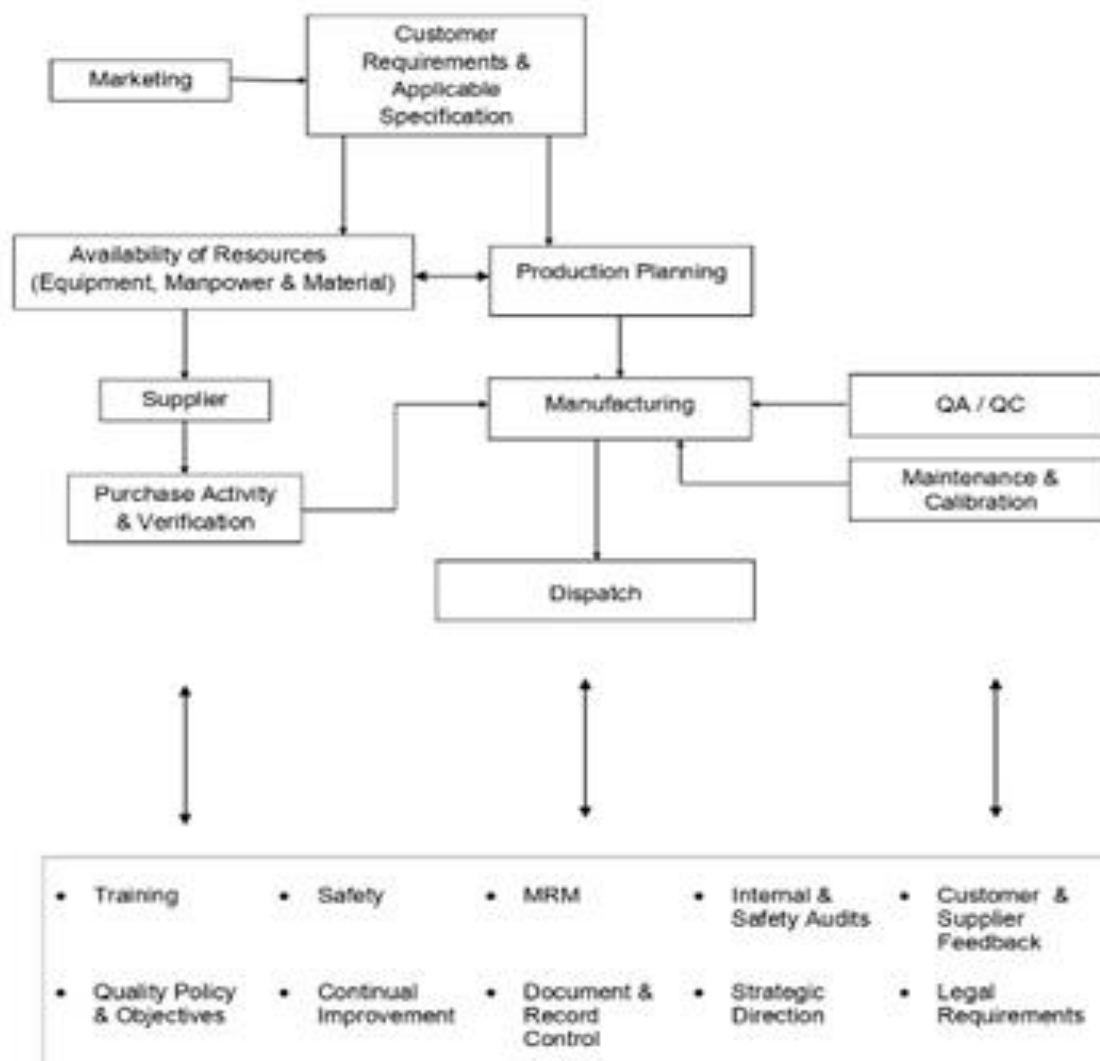 Customer
Requirements &
Applicable
Specification
Marketing
Availability of Resources
(Equipment, Manpower & Material)
Production Planning
Supplier
Manufacturing
QA / QC
Purchase Activity
& Verification
Maintenance &
Calibration
Dispatch
• Training
• Safety
• MRM
• Internal &
Safety Audits
• Customer &
Supplier
Feedback
• Quality Policy
& Objectives
• Continual
Improvement
• Document &
Record
Control
• Strategic
Direction
• Legal
Requirements